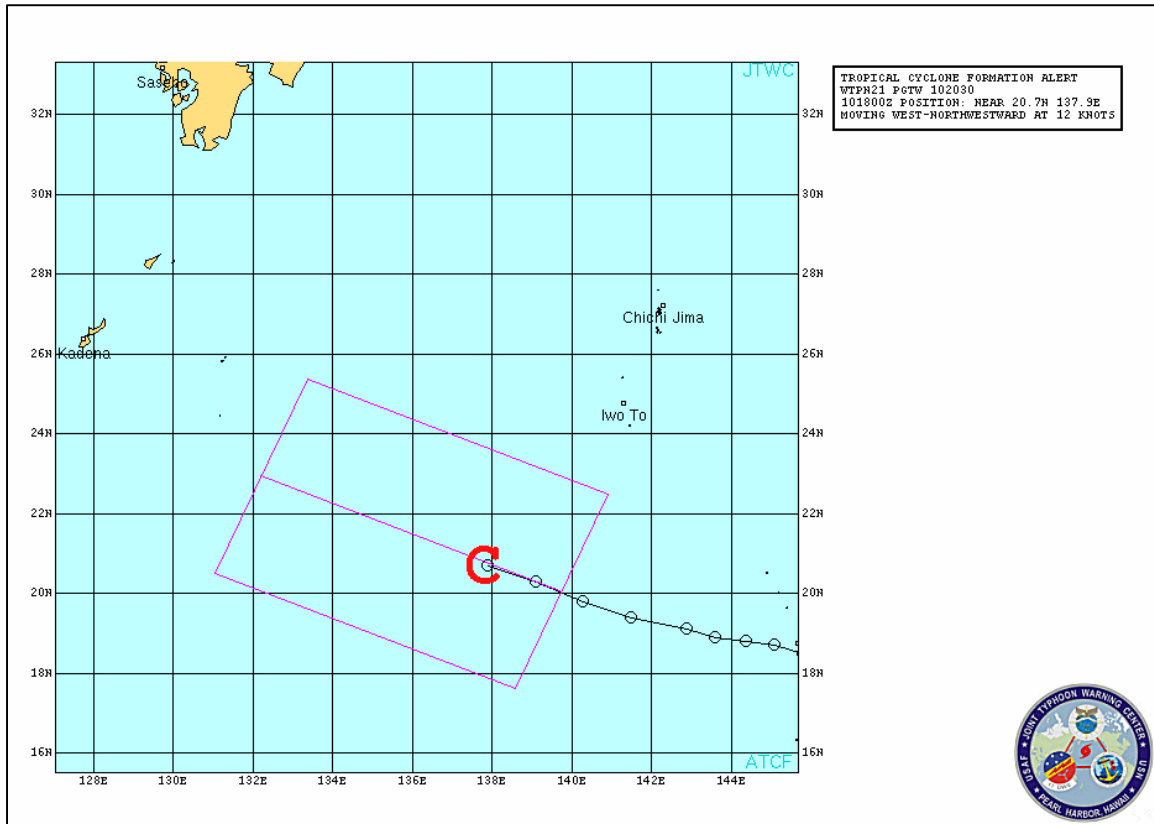 JTWC
TROPICAL CYCLONE FORMATION ALERT
WTPN21 PGTW 102030
101800Z POSITION: NEAR 20.7N 137.9E
MOVING WEST-NORTHWESTWARD AT 12 KNOTS
Sasebo
32N 32N
30N 30N
28N 28N
Chichi Jima
Kadena
26N 26N
Iwo To
24N 24N
22N 22N
C
20N 20N
18N 18N
16N 16N
ATCF
128E 130E 132E 134E 136E 138E 140E 142E 144E
JOINT TYPHOON WARNING CENTER
USAF
USN
PEARL HARBOR, HAWAII